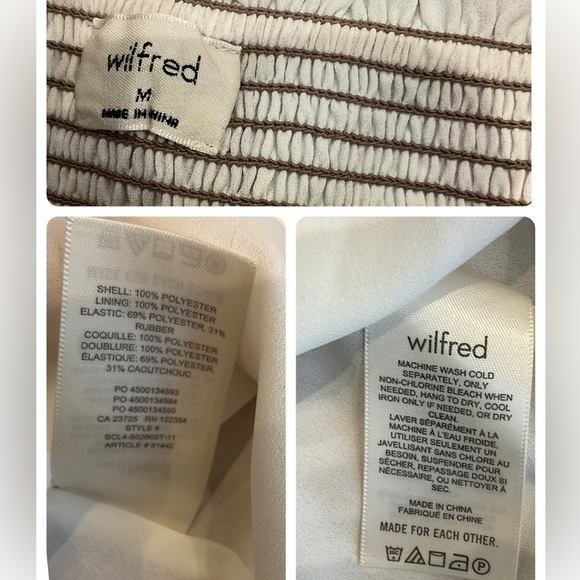 wilfred
M
MADE IN CHINA
SHELL: 100% POLYESTER
LINING: 100% POLYESTER
ELASTIC: 69% POLYESTER, 31%
RUBBER
COQUILLE: 100% POLYESTER
DOUBLURE: 100% POLYESTER
ÉLASTIQUE: 69% POLYESTER,
31% CAOUTCHOUC
PO 4500134593
PO 4500134594
PO 4500134595
CA 23725 RN 122354
STYLE #
ARTICLE # 61442
wilfred
MACHINE WASH COLD
SEPARATELY, ONLY
NON-CHLORINE BLEACH WHEN
NEEDED, HANG TO DRY, COOL
IRON ONLY IF NEEDED, OR DRY
CLEAN.
LAVER SÉPARÉMENT À LA
MACHINE À L'EAU FROIDE,
UTILISER SEULEMENT UN
JAVELLISANT SANS CHLORE AU
BESOIN, SUSPENDRE POUR
SÉCHER, REPASSAGE DOUX SI
NÉCESSAIRE, OU NETTOYER À
SEC.
MADE IN CHINA
FABRIQUÉ EN CHINE
MADE FOR EACH OTHER.